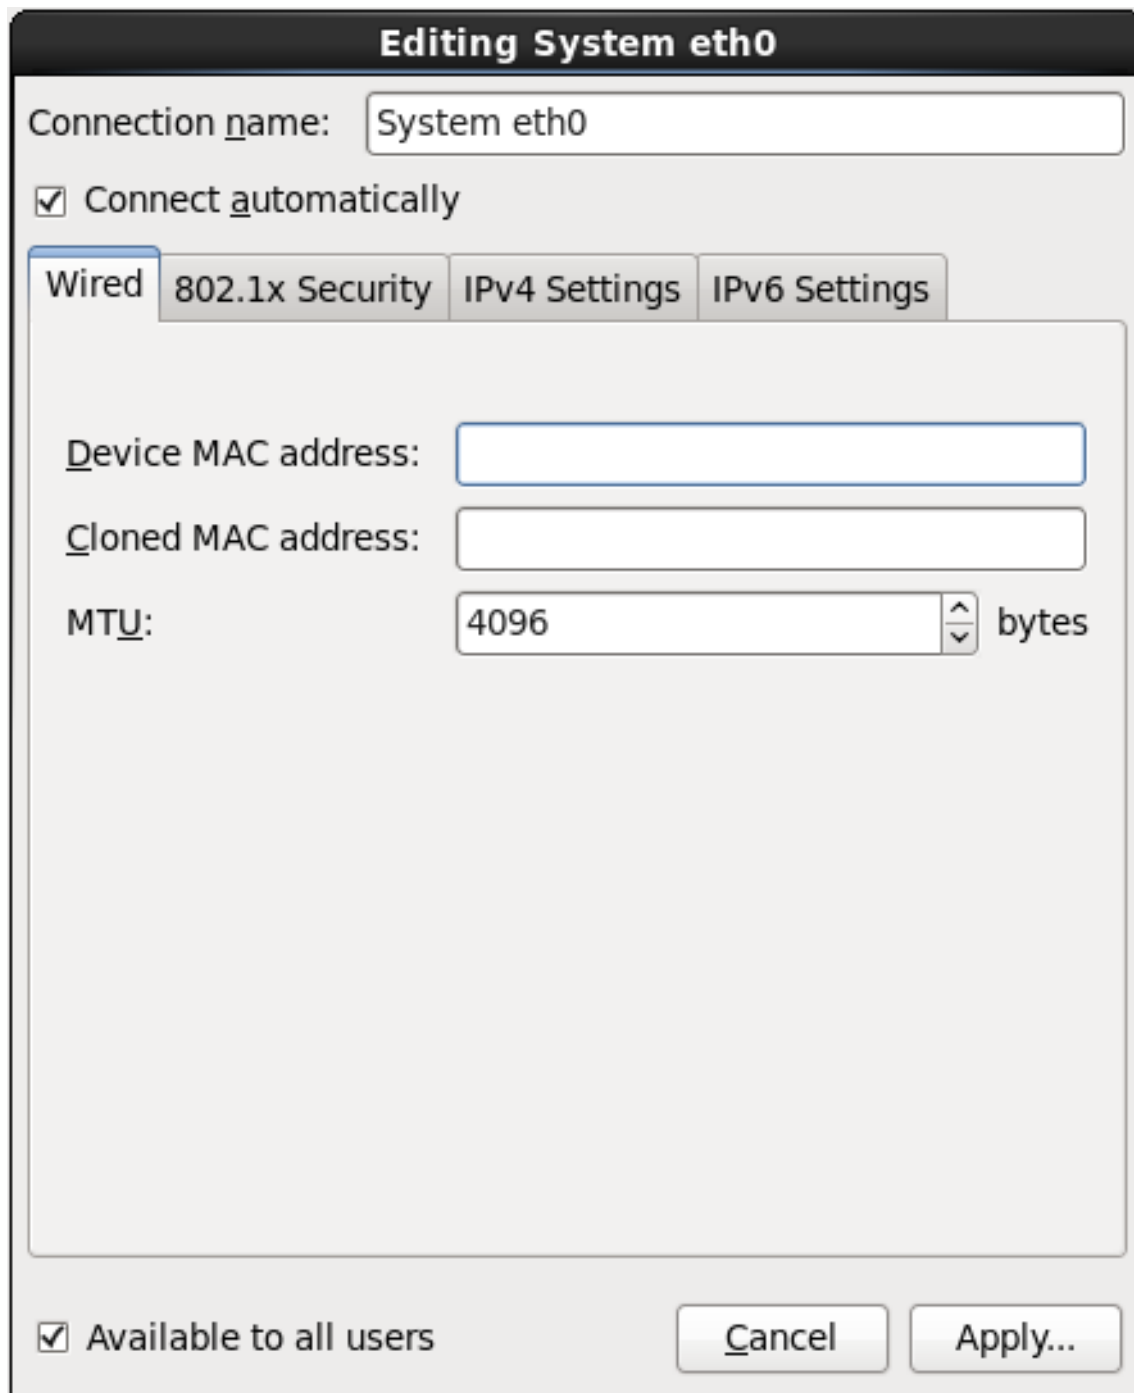 Editing System eth0
Connection name: System eth0
Connect automatically
Wired 802.1x Security IPv4 Settings IPv6 Settings
Device MAC address:
Cloned MAC address:
MTU: 4096 bytes
Available to all users Cancel Apply...